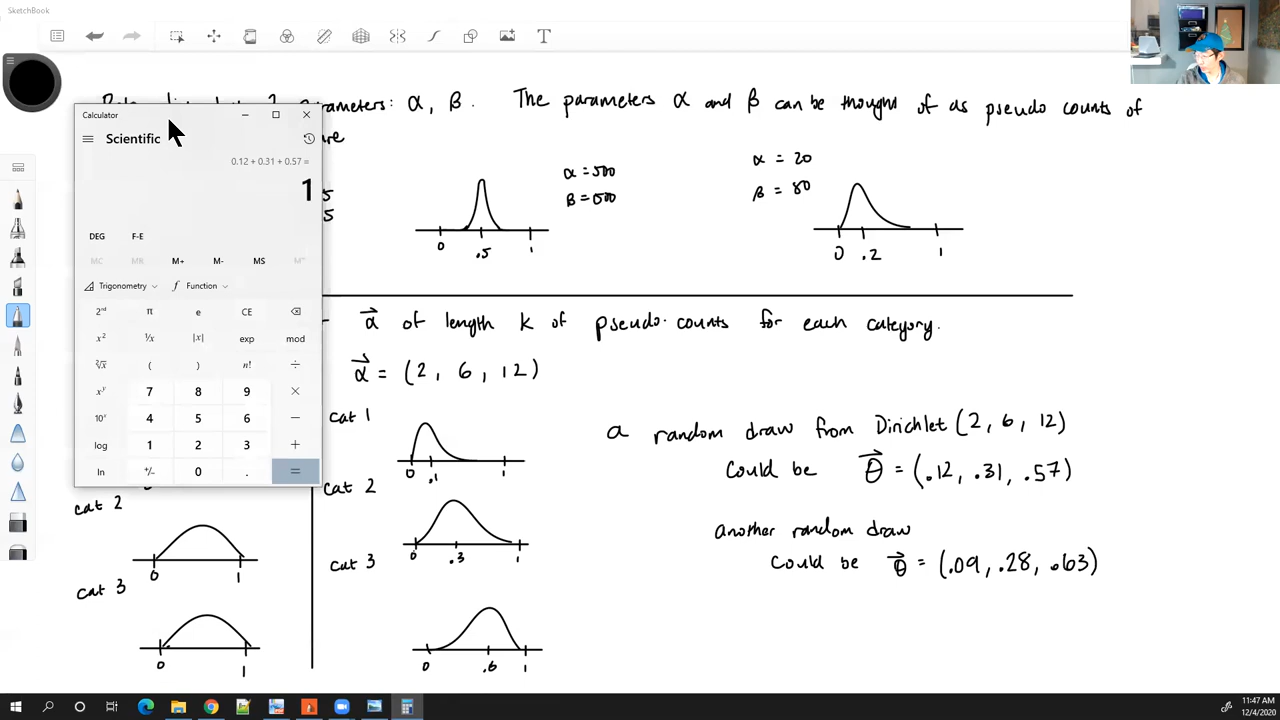 SketchBook
parameters: α, β. The parameters α and β can be thought of as pseudo counts of
Calculator
Scientific
0.12 + 0.31 + 0.57 =
1
DEG F-E
MC MR M+ M- MS M˅
Trigonometry Function
2ⁿᵈ π e CE
x² ¹/x |x| exp mod
²√x ( ) n! ÷
xʸ 7 8 9 ×
10ˣ 4 5 6 −
log 1 2 3 +
ln +/− 0 . =
5
5
α = 500
β = 500
0 .5 1
α = 20
β = 80
0 .2 1
α⃗ of length k of pseudo-counts for each category.
α⃗ = (2, 6, 12)
cat 1
0 .1 1
cat 2
0 .3 1
cat 3
0 .6 1
cat 2
0 1
cat 3
0 1
a random draw from Dirichlet (2, 6, 12)
Could be θ⃗ = (.12, .31, .57)
another random draw
Could be θ⃗ = (.09, .28, .63)
11:47 AM
12/4/2020